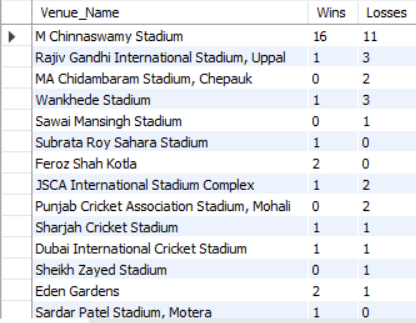 Venue_Name Wins Losses
M Chinnaswamy Stadium 16 11
Rajiv Gandhi International Stadium, Uppal 1 3
MA Chidambaram Stadium, Chepauk 0 2
Wankhede Stadium 1 3
Sawai Mansingh Stadium 0 1
Subrata Roy Sahara Stadium 1 0
Feroz Shah Kotla 2 0
JSCA International Stadium Complex 1 2
Punjab Cricket Association Stadium, Mohali 0 2
Sharjah Cricket Stadium 1 1
Dubai International Cricket Stadium 1 1
Sheikh Zayed Stadium 0 1
Eden Gardens 2 1
Sardar Patel Stadium, Motera 1 0